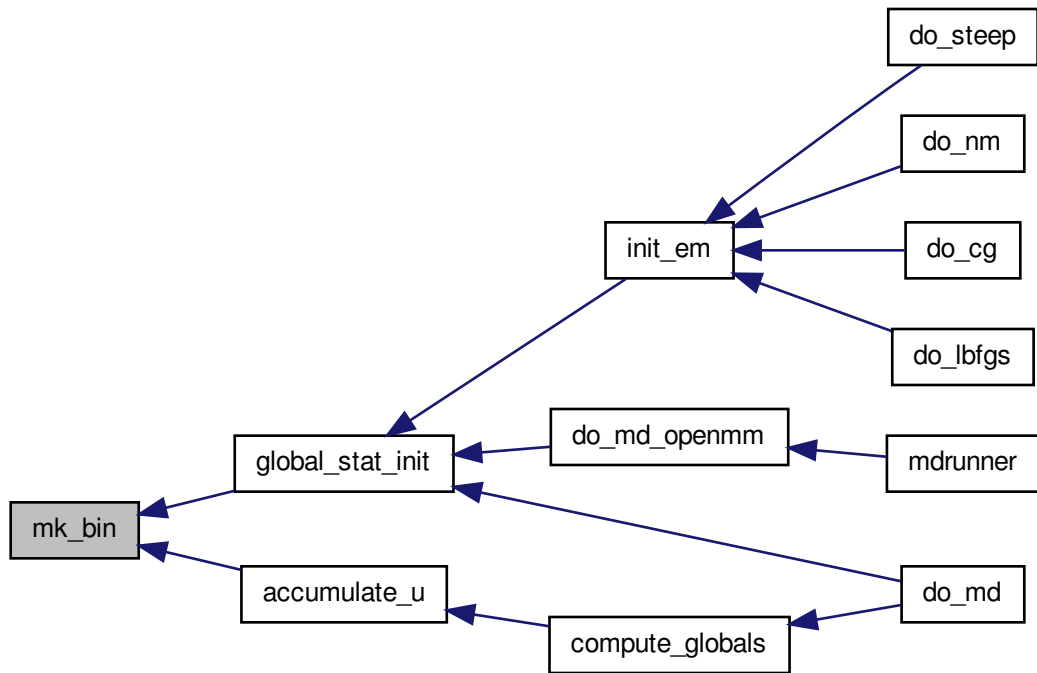 do_steep
do_nm
init_em
do_cg
do_lbfgs
do_md_openmm
global_stat_init
mdrunner
mk_bin
accumulate_u
do_md
compute_globals